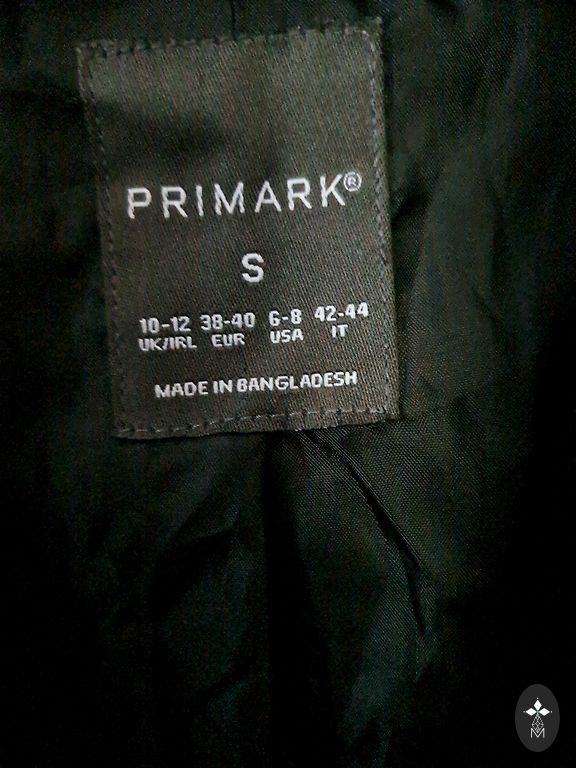 PRIMARK®
S
10-12 38-40 6-8 42-44
UK/IRL EUR USA IT
MADE IN BANGLADESH
M